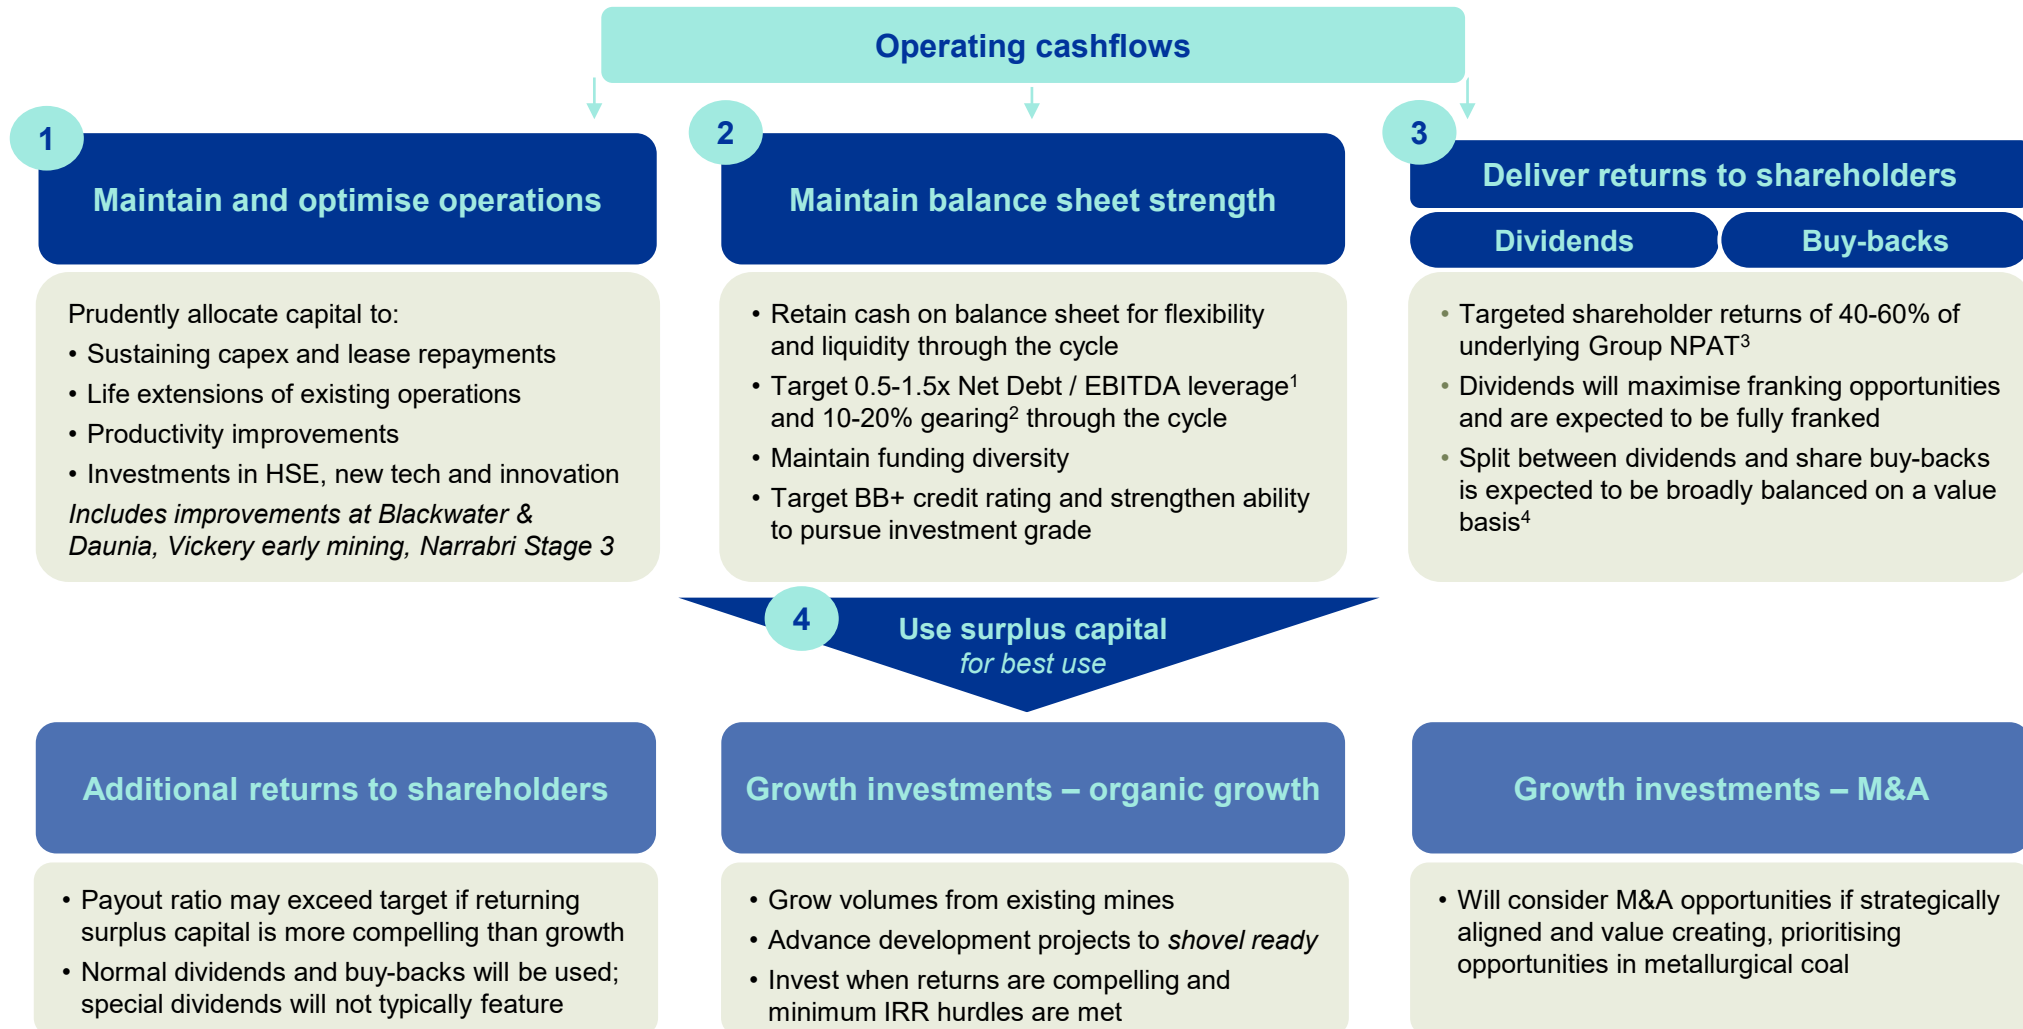 Operating cashflows
1
Maintain and optimise operations
Prudently allocate capital to:
• Sustaining capex and lease repayments
• Life extensions of existing operations
• Productivity improvements
• Investments in HSE, new tech and innovation
Includes improvements at Blackwater &
Daunia, Vickery early mining, Narrabri Stage 3
2
Maintain balance sheet strength
• Retain cash on balance sheet for flexibility
and liquidity through the cycle
• Target 0.5-1.5x Net Debt / EBITDA leverage¹
and 10-20% gearing² through the cycle
• Maintain funding diversity
• Target BB+ credit rating and strengthen ability
to pursue investment grade
3
Deliver returns to shareholders
Dividends
Buy-backs
• Targeted shareholder returns of 40-60% of
underlying Group NPAT³
• Dividends will maximise franking opportunities
and are expected to be fully franked
• Split between dividends and share buy-backs
is expected to be broadly balanced on a value
basis⁴
4
Use surplus capital
for best use
Additional returns to shareholders
• Payout ratio may exceed target if returning
surplus capital is more compelling than growth
• Normal dividends and buy-backs will be used;
special dividends will not typically feature
Growth investments – organic growth
• Grow volumes from existing mines
• Advance development projects to shovel ready
• Invest when returns are compelling and
minimum IRR hurdles are met
Growth investments – M&A
• Will consider M&A opportunities if strategically
aligned and value creating, prioritising
opportunities in metallurgical coal